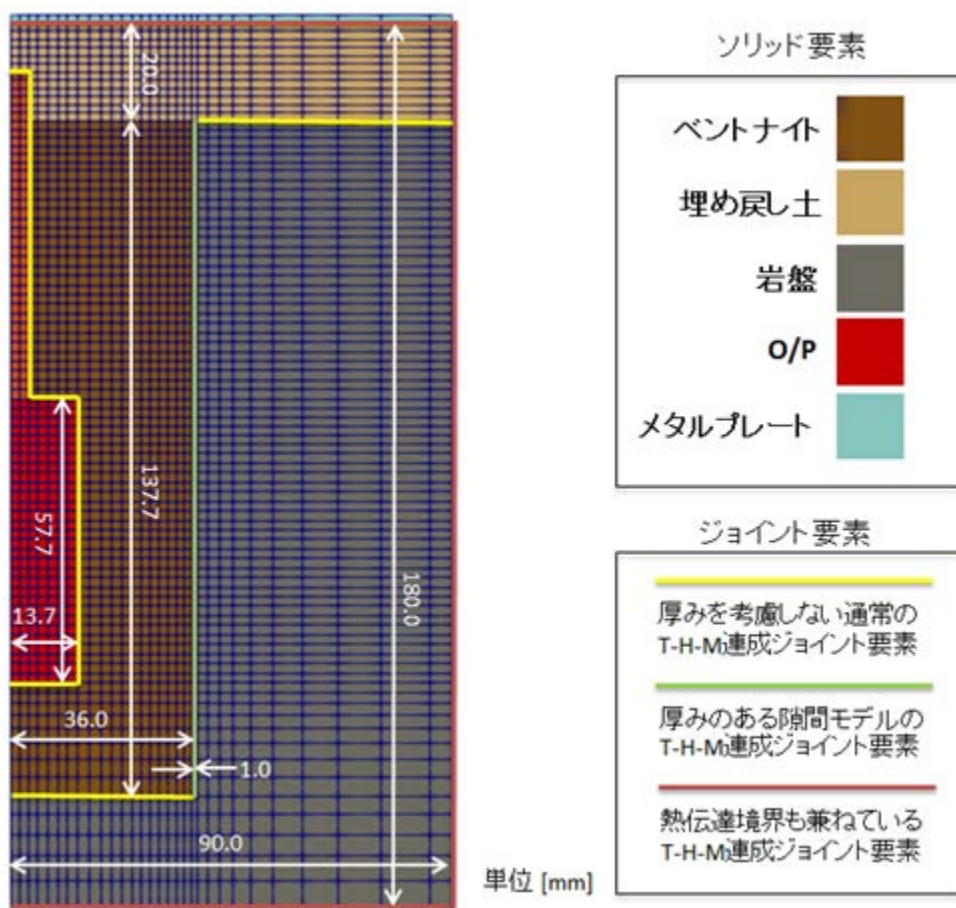 20.0
137.7
57.7
13.7
180.0
36.0
1.0
90.0
単位 [mm]
ソリッド要素
ベントナイト
埋め戻し土
岩盤
O/P
メタルプレート
ジョイント要素
厚みを考慮しない通常の
T-H-M連成ジョイント要素
厚みのある隙間モデルの
T-H-M連成ジョイント要素
熱伝達境界も兼ねている
T-H-M連成ジョイント要素